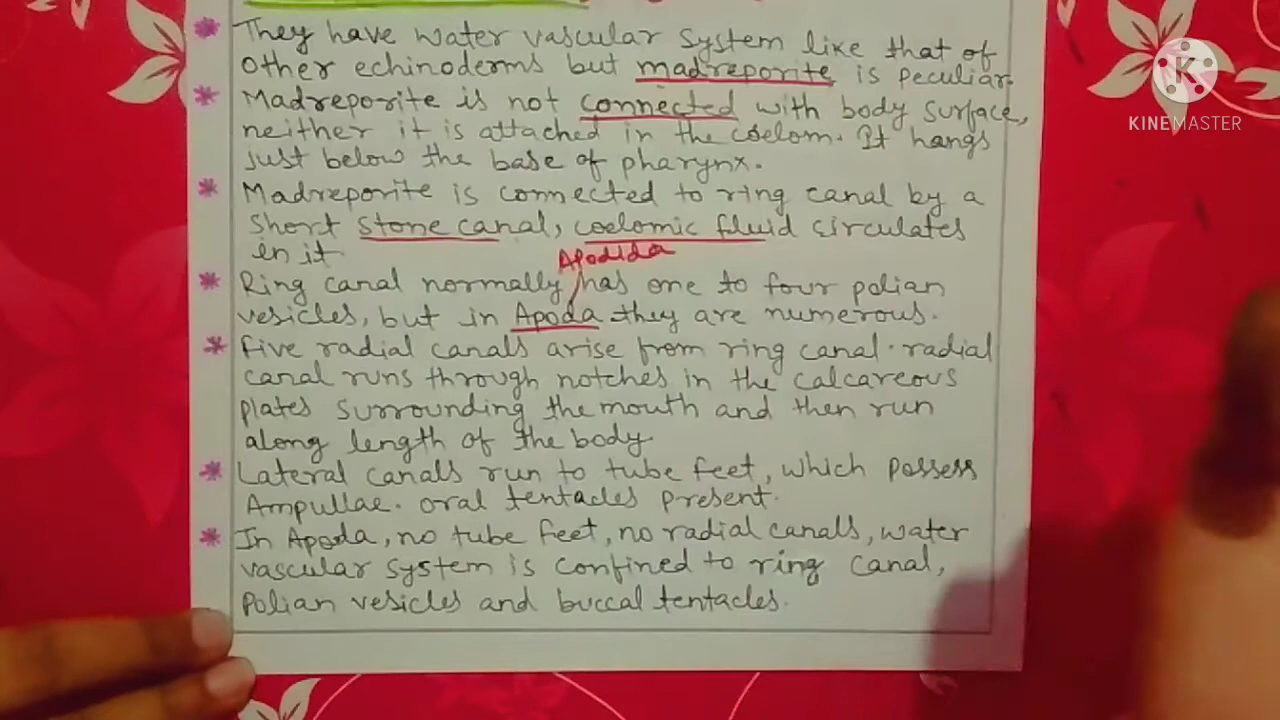 They have water vascular system like that of
other echinoderms but madreporite is peculiar.
Madreporite is not connected with body surface,
neither it is attached in the coelom. It hangs
just below the base of pharynx.
Madreporite is connected to ring canal by a
short stone canal, coelomic fluid circulates
in it.
Apodida
Ring canal normally has one to four polian
vesicles, but in Apoda they are numerous.
Five radial canals arise from ring canal. radial
canal runs through notches in the calcareous
plates surrounding the mouth and then run
along length of the body.
Lateral canals run to tube feet, which possess
Ampullae. oral tentacles present.
In Apoda, no tube feet, no radial canals, water
vascular system is confined to ring canal,
polian vesicles and buccal tentacles.
K
KINEMASTER